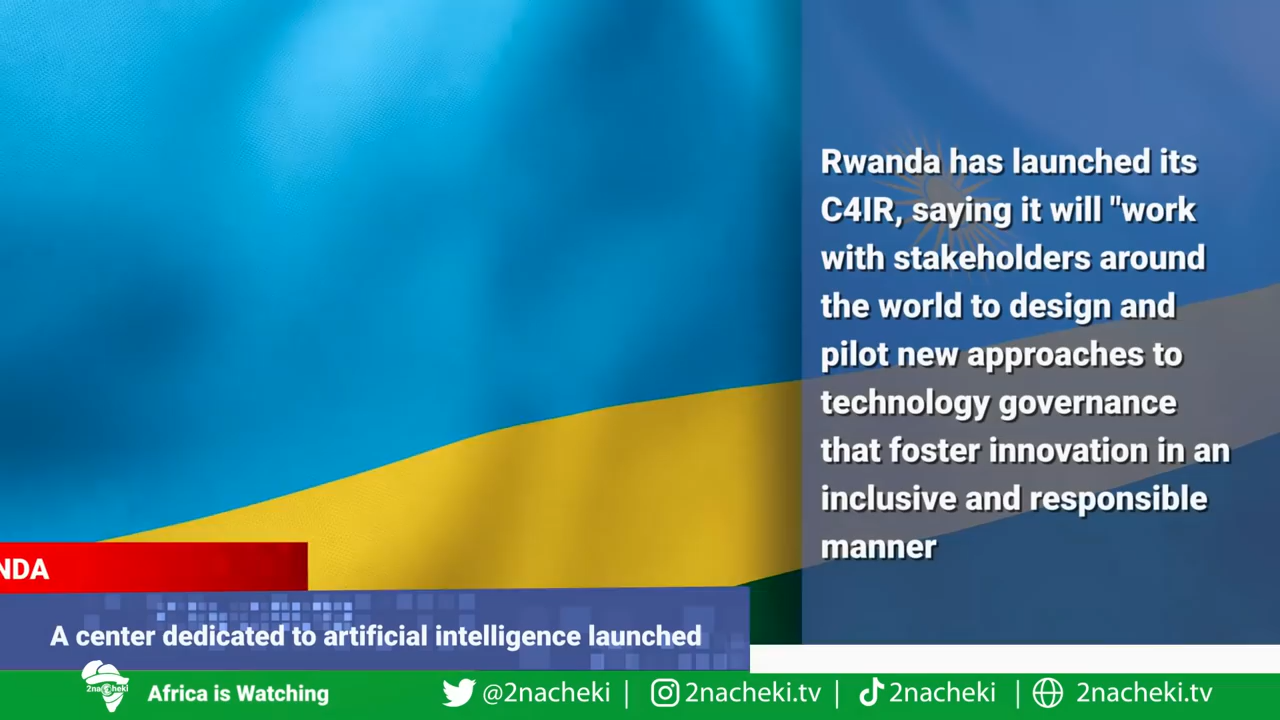 Rwanda has launched its
C4IR, saying it will "work
with stakeholders around
the world to design and
pilot new approaches to
technology governance
that foster innovation in an
inclusive and responsible
manner
NDA
A center dedicated to artificial intelligence launched
2nacheki
Africa is Watching
@2nacheki | 2nacheki.tv | 2nacheki | 2nacheki.tv